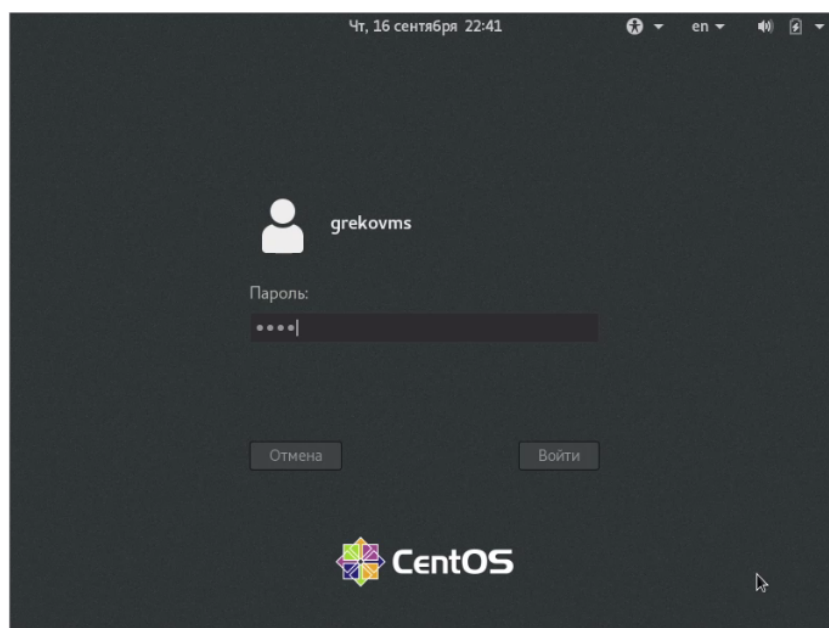 Чт, 16 сентября 22:41 en
grekovms
Пароль:
••••
Отмена Войти
CentOS